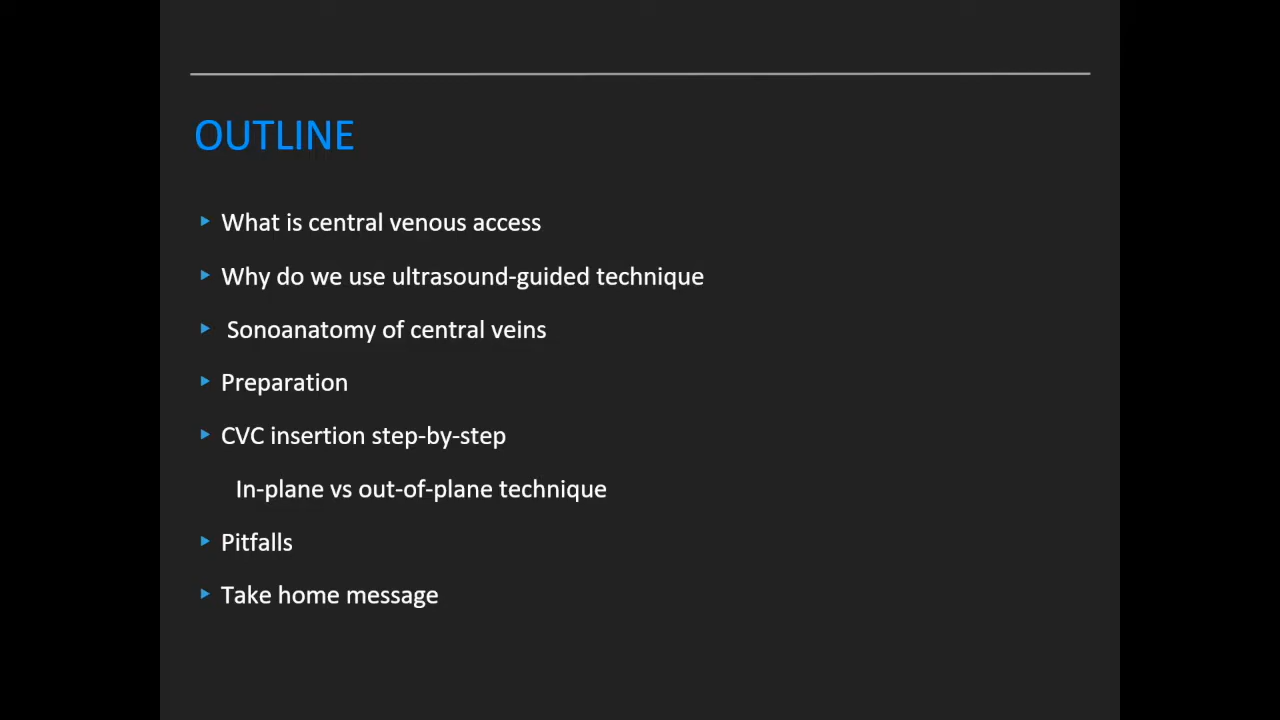 OUTLINE
What is central venous access
Why do we use ultrasound-guided technique
Sonoanatomy of central veins
Preparation
CVC insertion step-by-step
In-plane vs out-of-plane technique
Pitfalls
Take home message